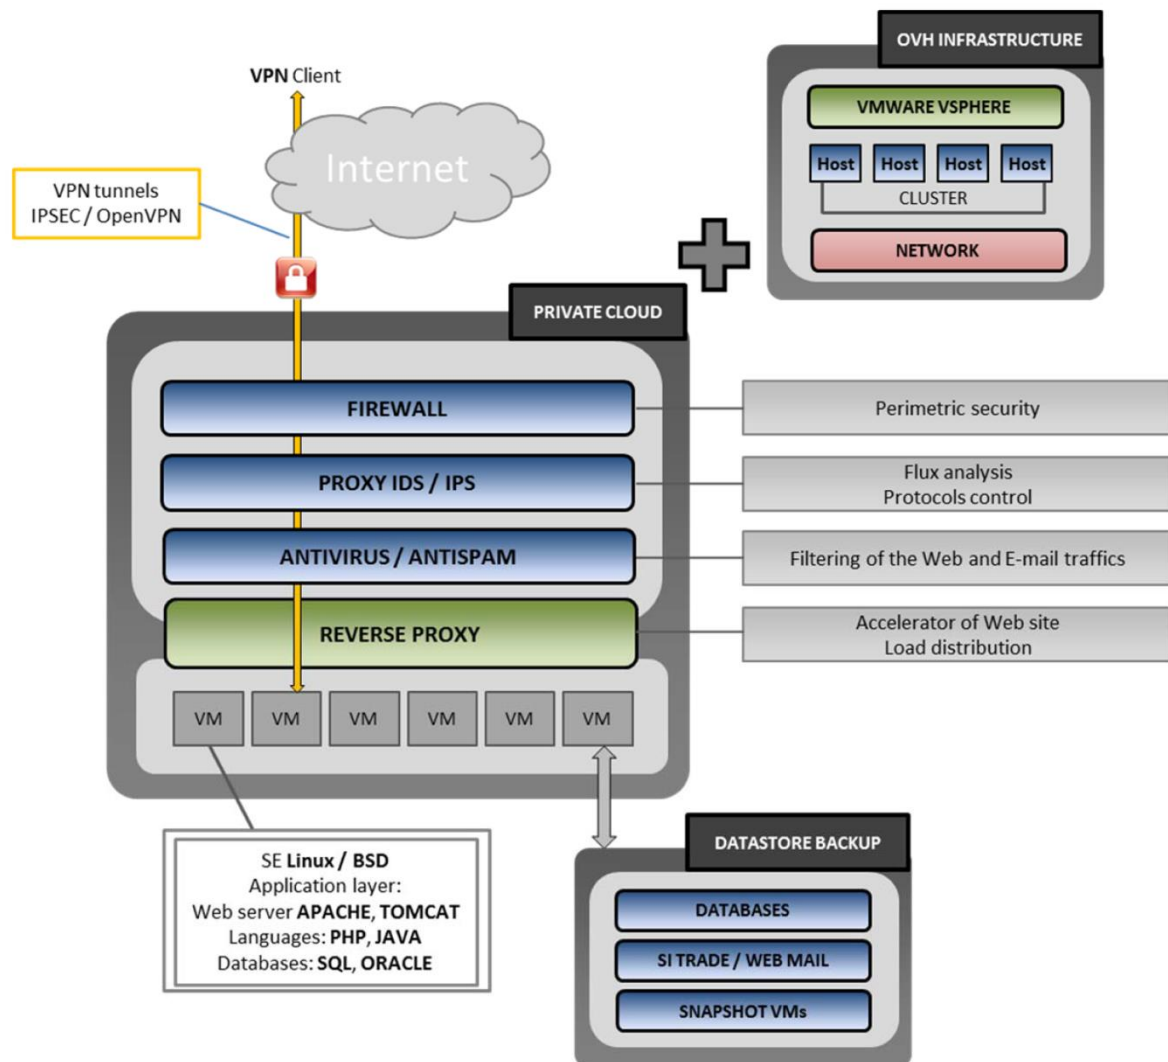 OVH INFRASTRUCTURE
VMWARE VSPHERE
Host
Host
Host
Host
CLUSTER
NETWORK
VPN Client
Internet
VPN tunnels
IPSEC / OpenVPN
PRIVATE CLOUD
FIREWALL
Perimetric security
PROXY IDS / IPS
Flux analysis
Protocols control
ANTIVIRUS / ANTISPAM
Filtering of the Web and E-mail traffics
REVERSE PROXY
Accelerator of Web site
Load distribution
VM
VM
VM
VM
VM
VM
SE Linux / BSD
Application layer:
Web server APACHE, TOMCAT
Languages: PHP, JAVA
Databases: SQL, ORACLE
DATASTORE BACKUP
DATABASES
SI TRADE / WEB MAIL
SNAPSHOT VMs